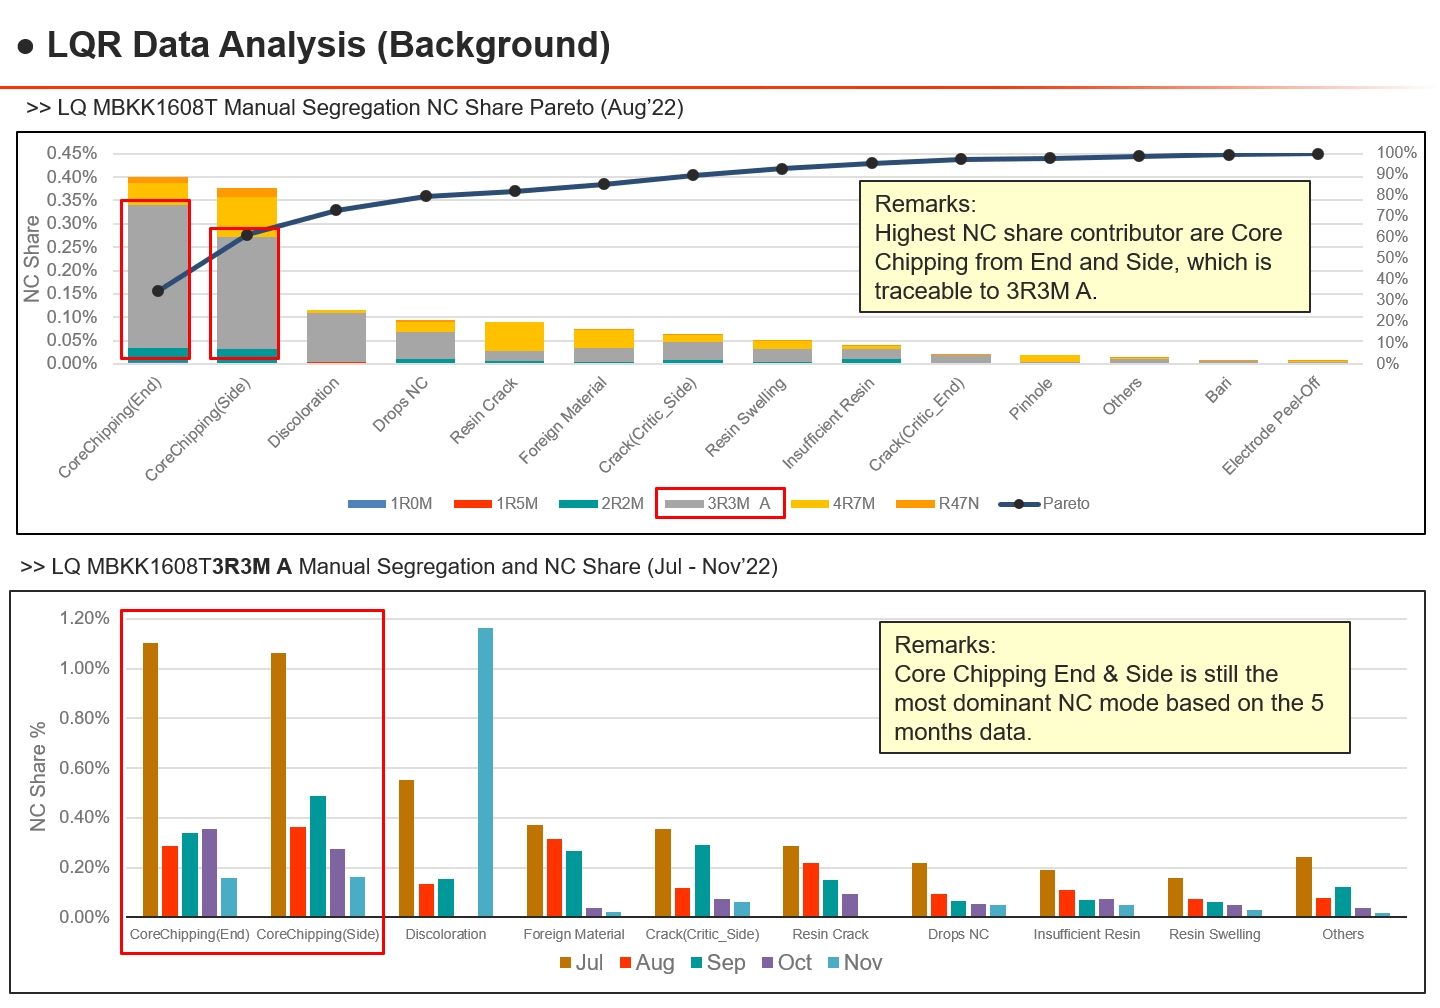 ● LQR Data Analysis (Background)
>> LQ MBKK1608T Manual Segregation NC Share Pareto (Aug’22)
0.45%
0.40%
0.35%
0.30%
0.25%
0.20%
0.15%
0.10%
0.05%
0.00%
NC Share
100%
90%
80%
70%
60%
50%
40%
30%
20%
10%
0%
Remarks:
Highest NC share contributor are Core
Chipping from End and Side, which is
traceable to 3R3M A.
CoreChipping(End)
CoreChipping(Side)
Discoloration
Drops NC
Resin Crack
Foreign Material
Crack(Critic_Side)
Resin Swelling
Insufficient Resin
Crack(Critic_End)
Pinhole
Others
Bari
Electrode Peel-Off
1R0M 1R5M 2R2M 3R3M A 4R7M R47N Pareto
>> LQ MBKK1608T3R3M A Manual Segregation and NC Share (Jul - Nov’22)
1.20%
1.00%
0.80%
0.60%
0.40%
0.20%
0.00%
NC Share %
Remarks:
Core Chipping End & Side is still the
most dominant NC mode based on the 5
months data.
CoreChipping(End) CoreChipping(Side) Discoloration Foreign Material Crack(Critic_Side) Resin Crack Drops NC Insufficient Resin Resin Swelling Others
Jul Aug Sep Oct Nov